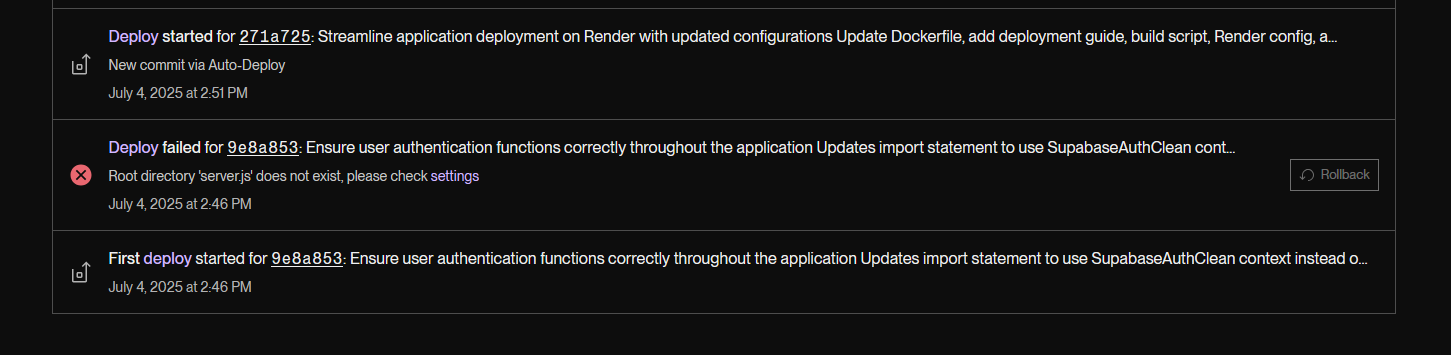 Deploy started for 271a725: Streamline application deployment on Render with updated configurations Update Dockerfile, add deployment guide, build script, Render config, a...
New commit via Auto-Deploy
July 4, 2025 at 2:51 PM
Deploy failed for 9e8a853: Ensure user authentication functions correctly throughout the application Updates import statement to use SupabaseAuthClean cont...
Root directory 'server.js' does not exist, please check settings
July 4, 2025 at 2:46 PM
Rollback
First deploy started for 9e8a853: Ensure user authentication functions correctly throughout the application Updates import statement to use SupabaseAuthClean context instead o...
July 4, 2025 at 2:46 PM